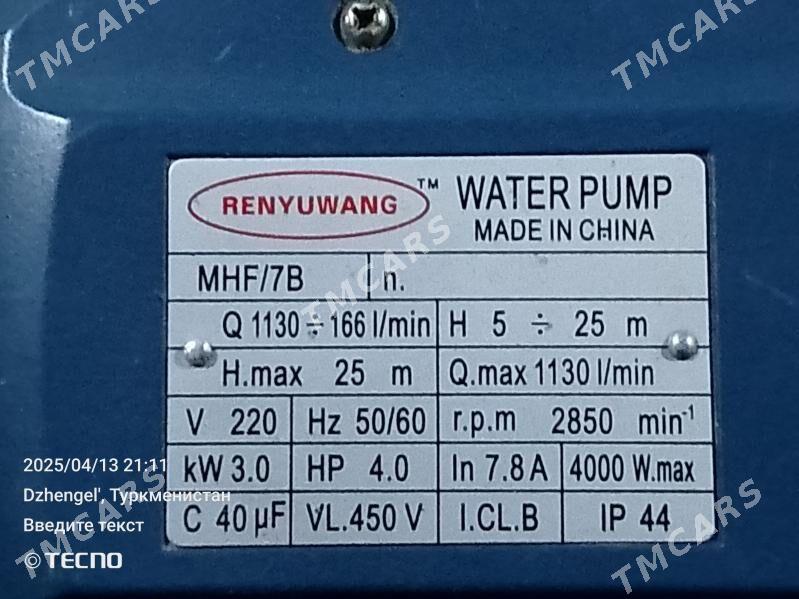 TMCARS
TMCARS
RENYUWANG ™ WATER PUMP
MADE IN CHINA
MHF/7B n.
TMCARS
Q 1130 ÷ 166 l/min H 5 ÷ 25 m
H.max 25 m Q.max 1130 l/min
V 220 Hz 50/60 r.p.m 2850 min-1
kW 3.0 HP 4.0 In 7.8 A 4000 W.max
C 40 µF VL.450 V I.CL.B IP 44
2025/04/13 21:11
Dzhengel', Туркменистан
Введите текст
© TECNO
TMCARS
TMCARS